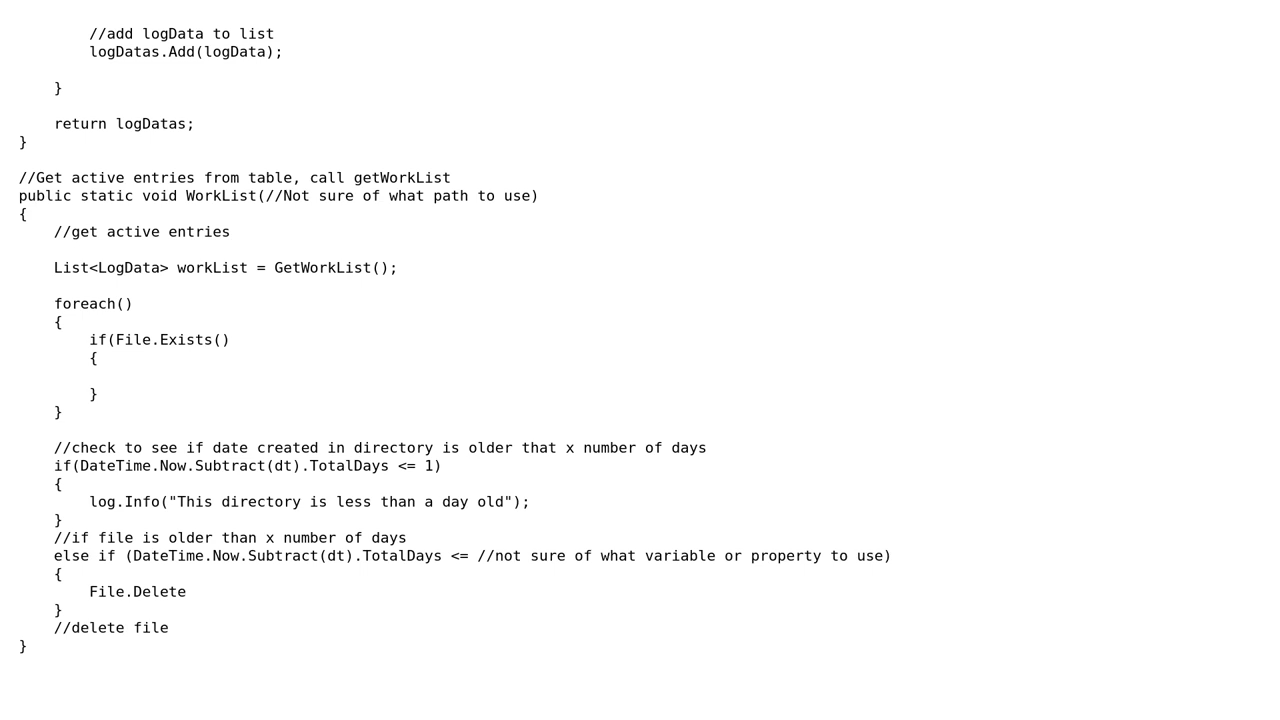 //add logData to list
logDatas.Add(logData);
}
return logDatas;
}
//Get active entries from table, call getWorkList
public static void WorkList(//Not sure of what path to use)
{
//get active entries
List<LogData> workList = GetWorkList();
foreach()
{
if(File.Exists()
{
}
}
//check to see if date created in directory is older that x number of days
if(DateTime.Now.Subtract(dt).TotalDays <= 1)
{
log.Info("This directory is less than a day old");
}
//if file is older than x number of days
else if (DateTime.Now.Subtract(dt).TotalDays <= //not sure of what variable or property to use)
{
File.Delete
}
//delete file
}